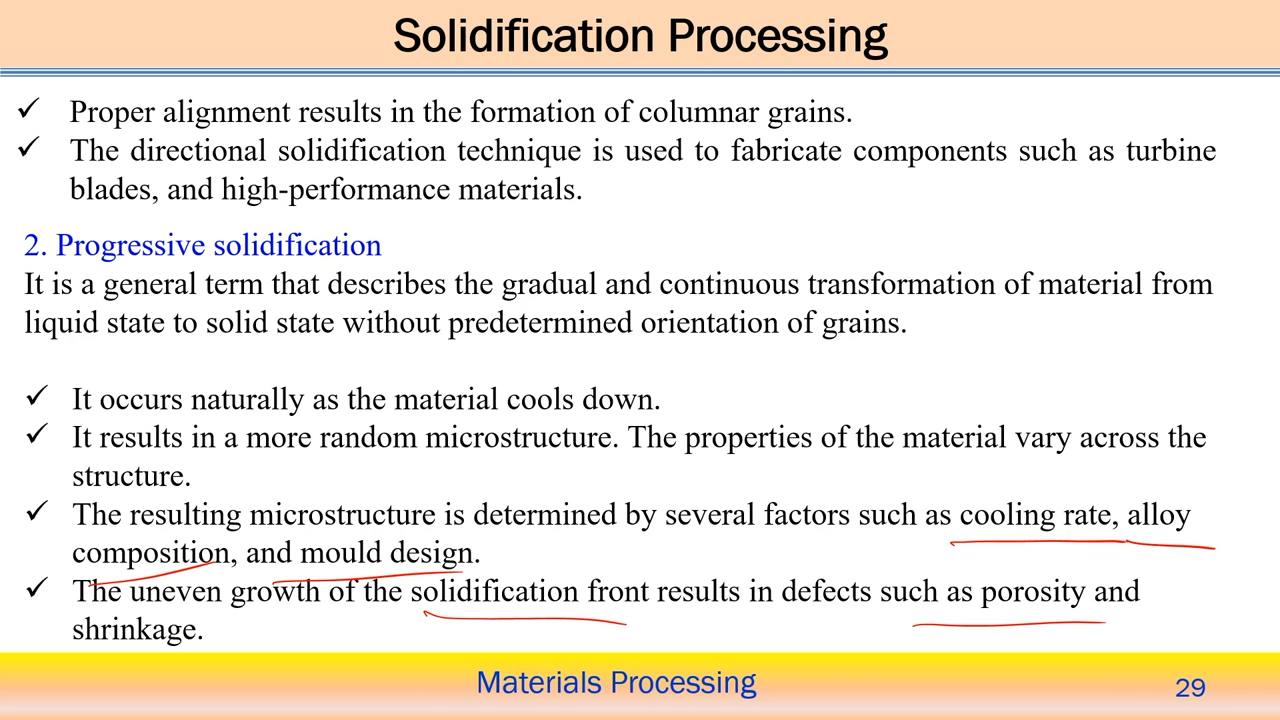 Solidification Processing
✓ Proper alignment results in the formation of columnar grains.
✓ The directional solidification technique is used to fabricate components such as turbine
blades, and high-performance materials.
2. Progressive solidification
It is a general term that describes the gradual and continuous transformation of material from
liquid state to solid state without predetermined orientation of grains.
✓ It occurs naturally as the material cools down.
✓ It results in a more random microstructure. The properties of the material vary across the
structure.
✓ The resulting microstructure is determined by several factors such as cooling rate, alloy
composition, and mould design.
✓ The uneven growth of the solidification front results in defects such as porosity and
shrinkage.
Materials Processing
29